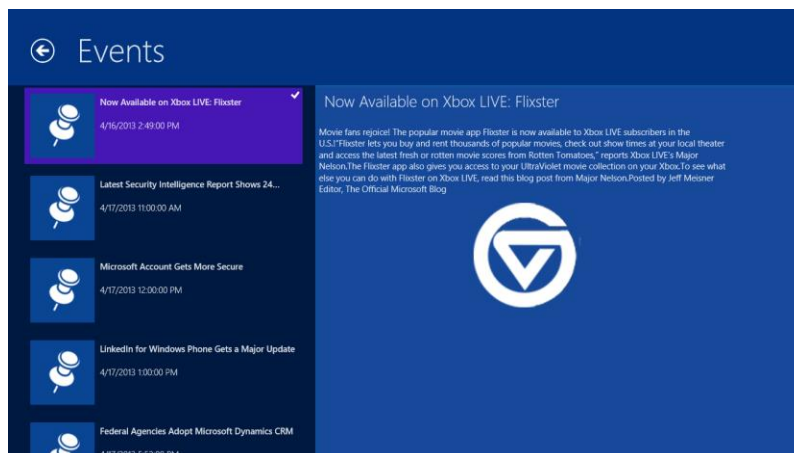 Events
Now Available on Xbox LIVE: Flixster
4/16/2013 2:49:00 PM
Latest Security Intelligence Report Shows 24...
4/17/2013 11:00:00 AM
Microsoft Account Gets More Secure
4/17/2013 12:00:00 PM
LinkedIn for Windows Phone Gets a Major Update
4/17/2013 1:00:00 PM
Federal Agencies Adopt Microsoft Dynamics CRM
Now Available on Xbox LIVE: Flixster
Movie fans rejoice! The popular movie app Flixster is now available to Xbox LIVE subscribers in the
U.S.!"Flixster lets you buy and rent thousands of popular movies, check out show times at your local theater
and access the latest fresh or rotten movie scores from Rotten Tomatoes," reports Xbox LIVE's Major
Nelson.The Flixster app also gives you access to your UltraViolet movie collection on your Xbox.To see what
else you can do with Flixster on Xbox LIVE, read this blog post from Major Nelson.Posted by Jeff Meisner
Editor, The Official Microsoft Blog